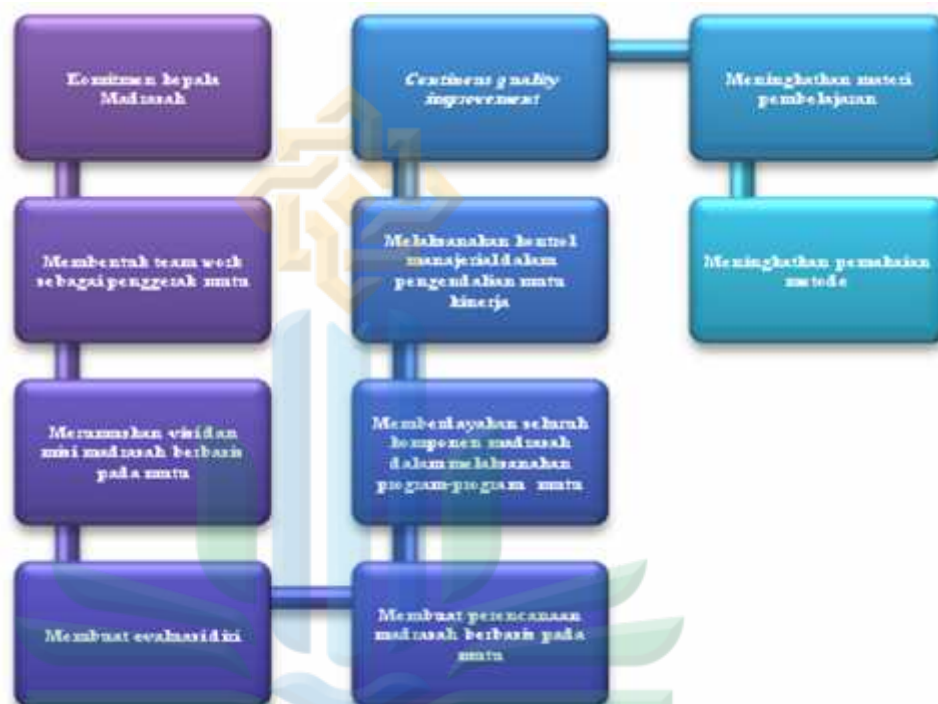 Komitmen kepala
Madrasah
Membentuk team work
sebagai penggerak mutu
Merumuskan visi dan
misi madrasah berbasis
pada mutu
Membuat evaluasi diri
Membuat perencanaan
madrasah berbasis pada
mutu
Memberdayakan seluruh
komponen madrasah
dalam melaksanakan
program-program mutu
Melaksanakan kontrol
manajerial dalam
pengendalian mutu
kinerja
quality
improvement
Meningkatkan materi
pembelajaran
Meningkatkan pemakaian
metode